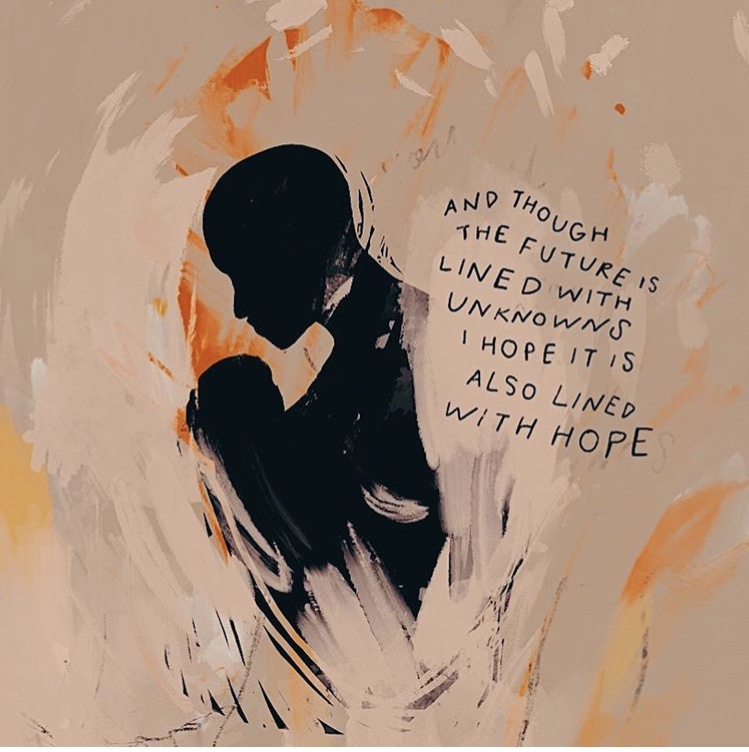 AND THOUGH
THE FUTURE IS
LINED WITH
UNKNOWNS
I HOPE IT IS
ALSO LINED
WITH HOPE